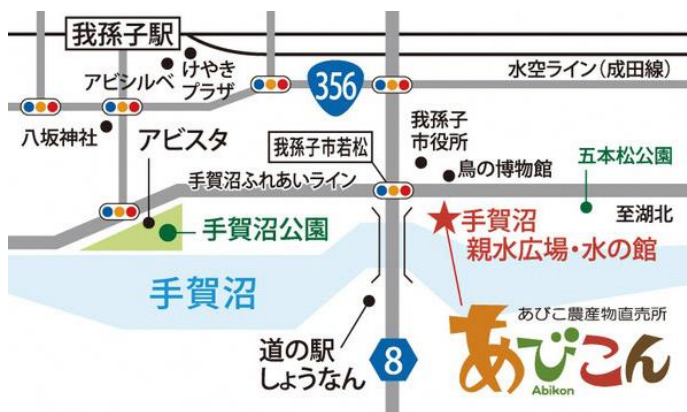 我孫子駅
アビシルベ
けやき
プラザ
356
水空ライン(成田線)
八坂神社
アビスタ
我孫子市若松
我孫子
市役所
鳥の博物館
五本松公園
手賀沼ふれあいライン
至湖北
手賀沼公園
手賀沼
親水広場・水の館
手賀沼
道の駅
しょうなん
8
あびこ農産物直売所
あびこん
Abikon